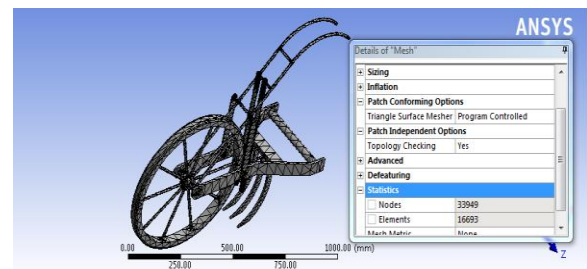 ANSYS
Details of "Mesh"
Sizing
Inflation
Patch Conforming Options
Triangle Surface Mesher Program Controlled
Patch Independent Options
Topology Checking Yes
Advanced
Defeaturing
Statistics
Nodes 33949
Elements 16693
Mesh Metric None
0.00 500.00 1000.00 (mm)
250.00 750.00
Z